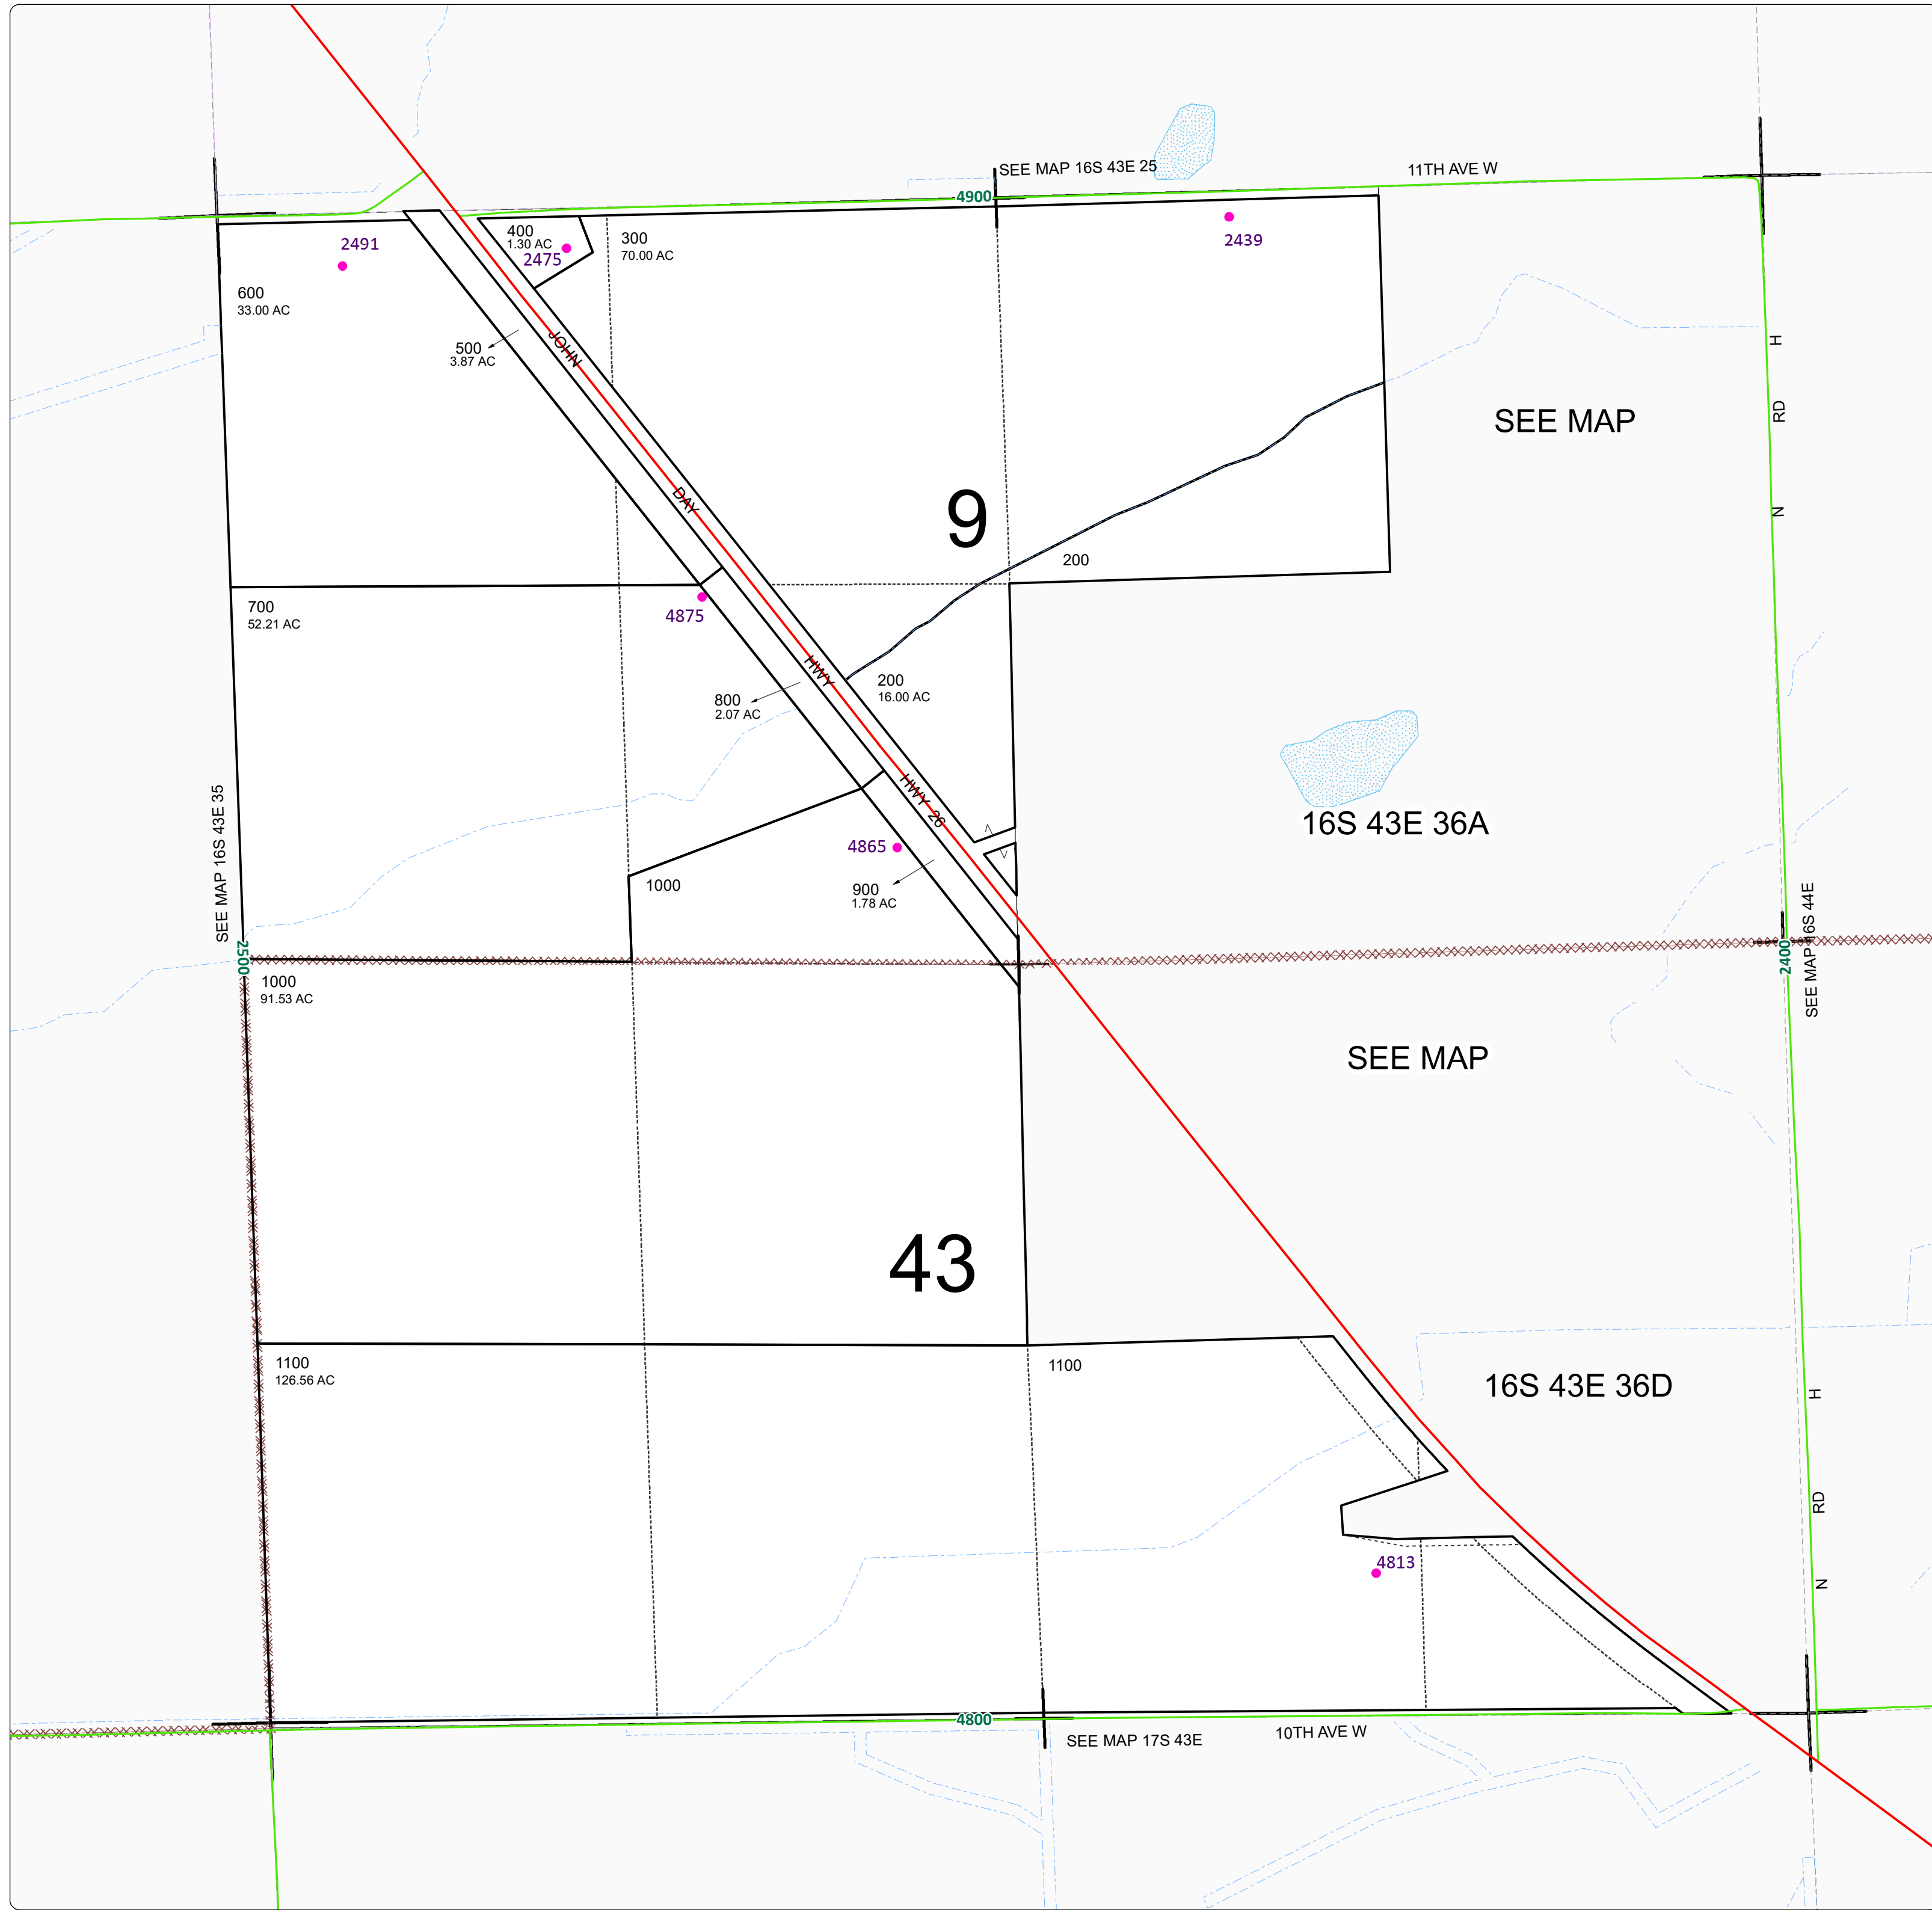 SEE MAP 16S 43E 25
11TH AVE W
4900
2491
400
1.30 AC
2475
300
70.00 AC
2439
600
33.00 AC
500
3.87 AC
JOHN
DAY
HWY
HWY 26
H
RD
N
SEE MAP
9
200
700
52.21 AC
4875
800
2.07 AC
200
16.00 AC
16S 43E 36A
4865
900
1.78 AC
1000
SEE MAP 16S 43E 35
2500
2400
SEE MAP 16S 44E
1000
91.53 AC
SEE MAP
43
1100
126.56 AC
1100
16S 43E 36D
H
RD
N
4813
4800
SEE MAP 17S 43E
10TH AVE W